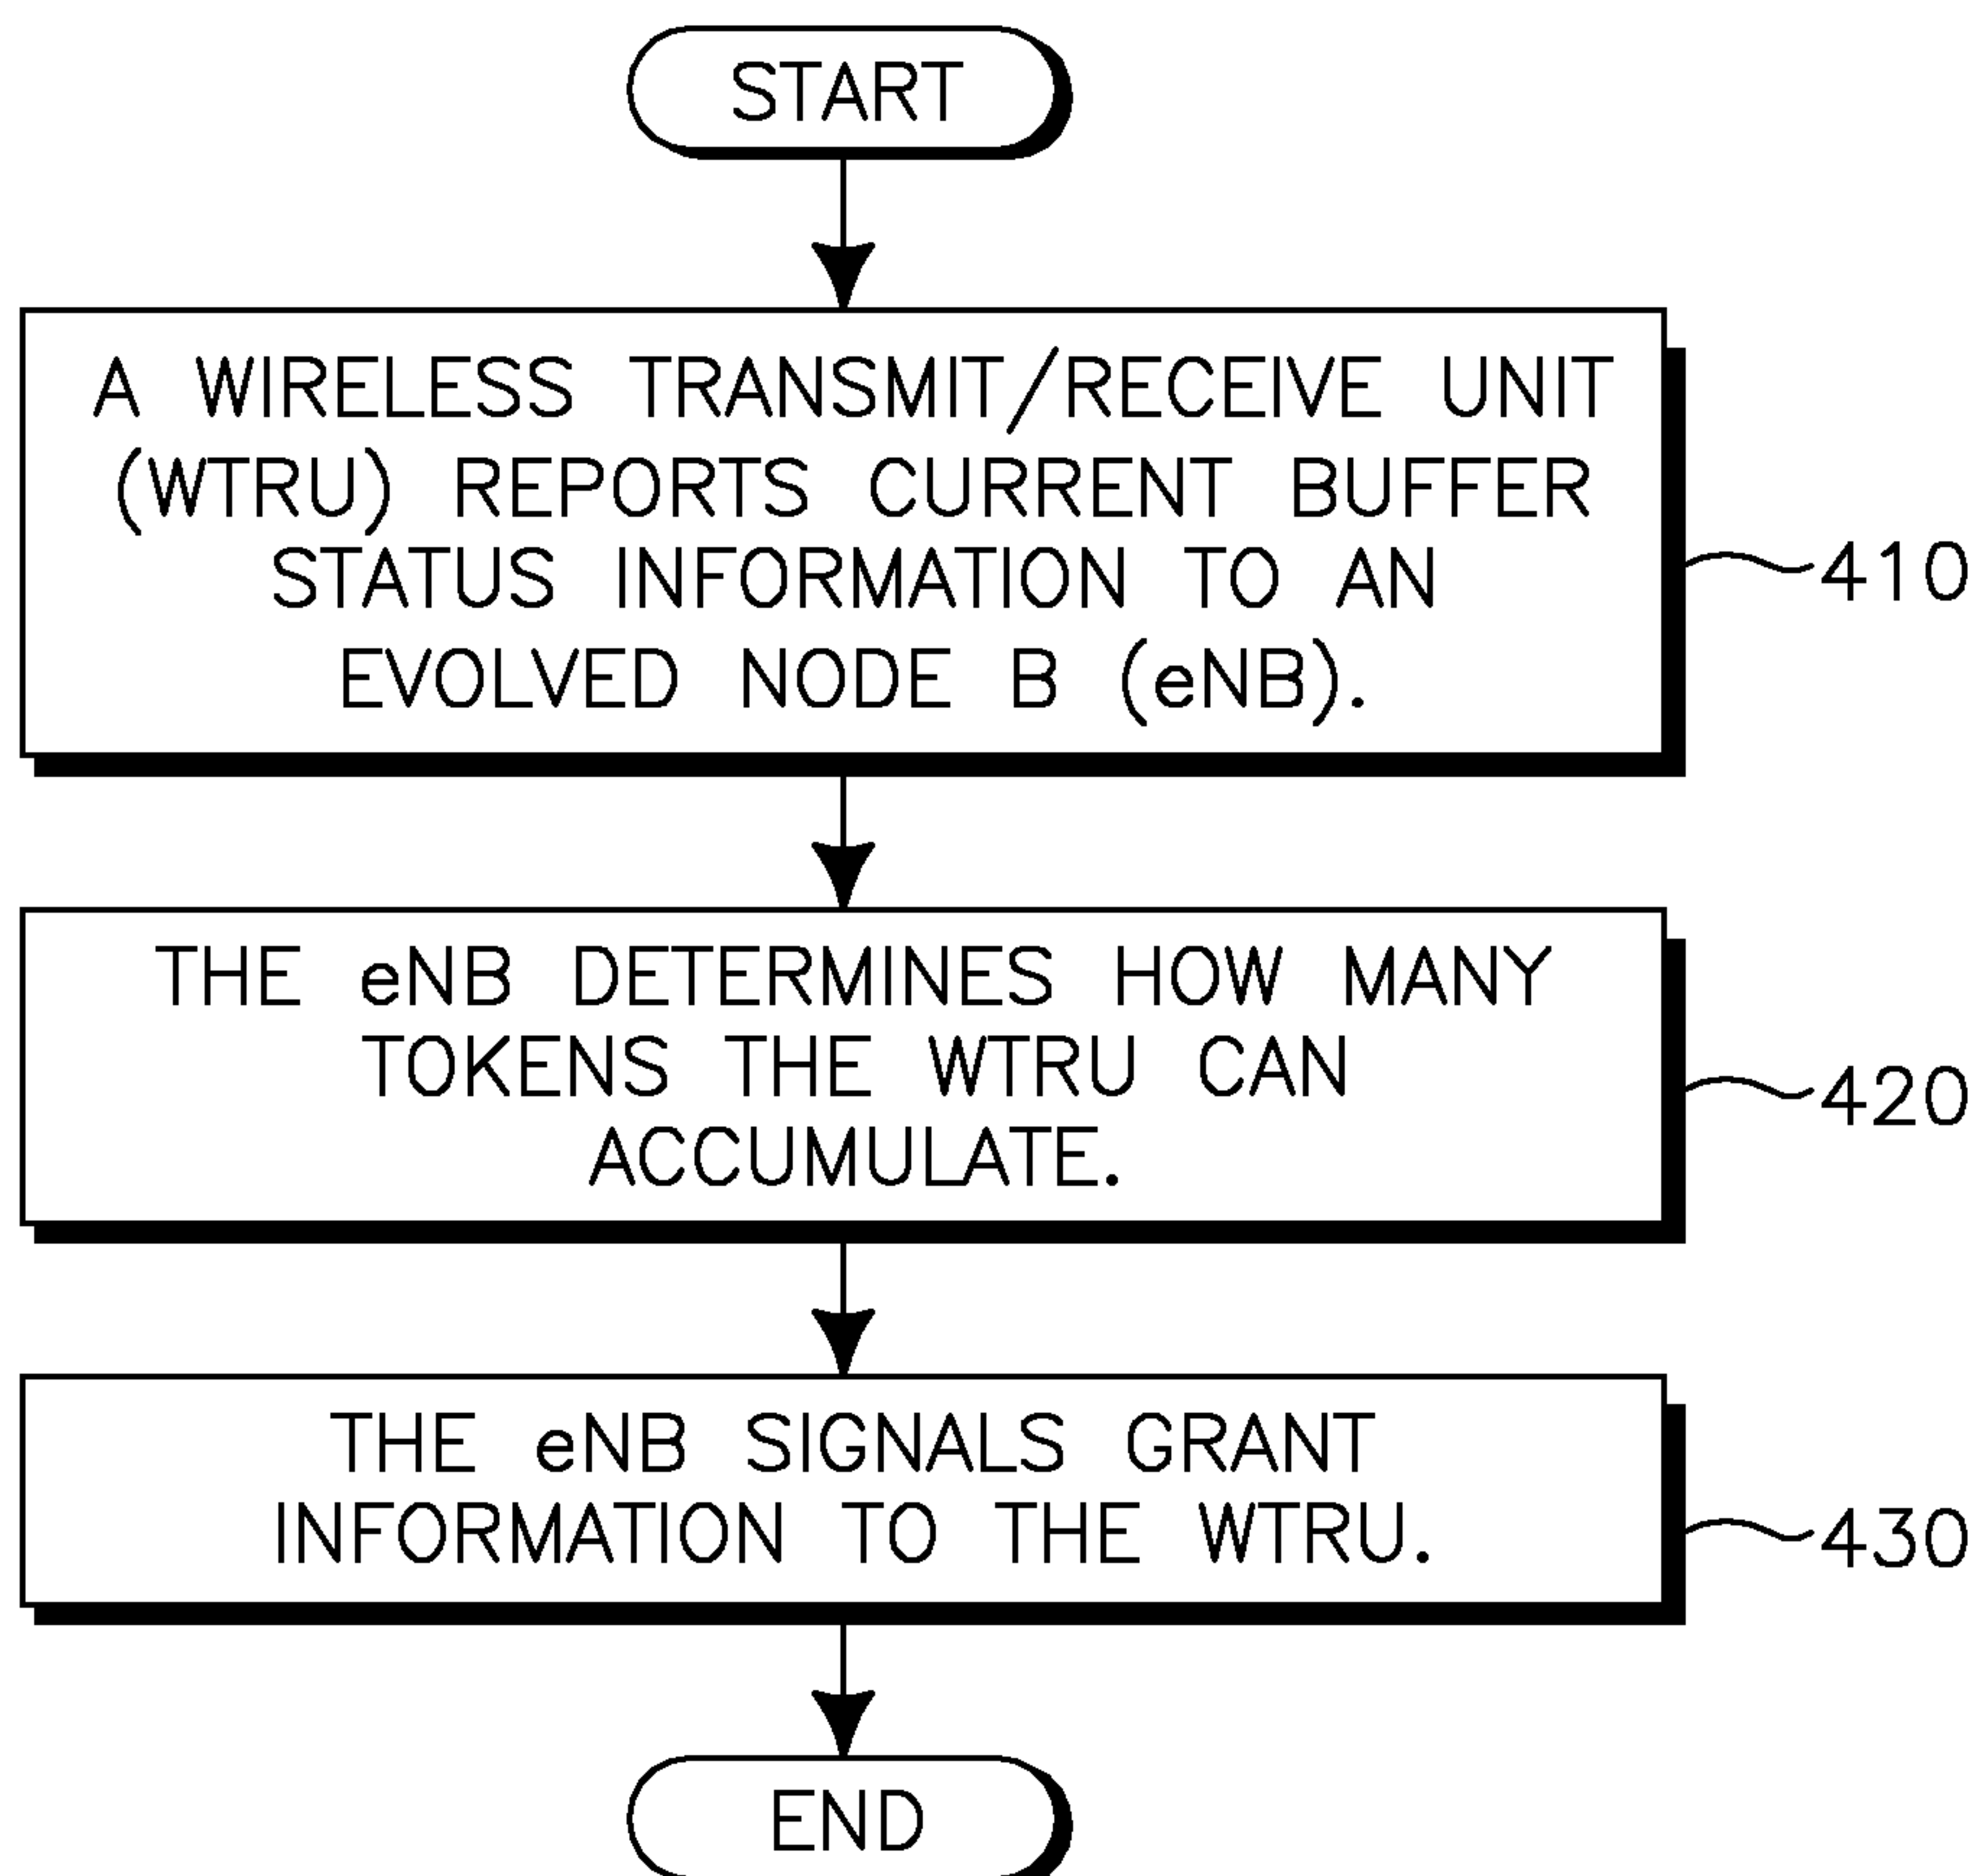 START
A WIRELESS TRANSMIT/RECEIVE UNIT
(WTRU) REPORTS CURRENT BUFFER
STATUS INFORMATION TO AN
EVOLVED NODE B (eNB).
410
THE eNB DETERMINES HOW MANY
TOKENS THE WTRU CAN
ACCUMULATE.
420
THE eNB SIGNALS GRANT
INFORMATION TO THE WTRU.
430
END